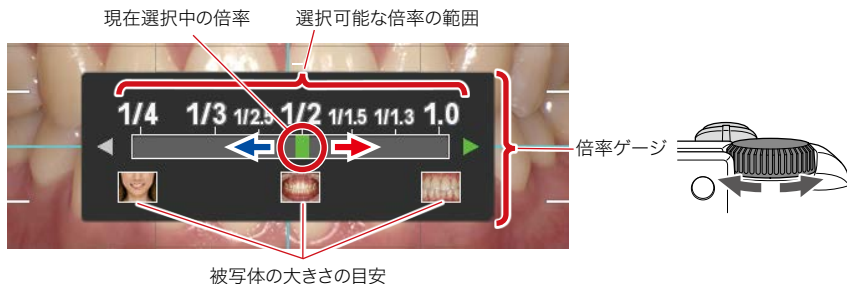 現在選択中の倍率
選択可能な倍率の範囲
1/4 1/3 1/2.5 1/2 1/1.5 1/1.3 1.0
倍率ゲージ
被写体の大きさの目安